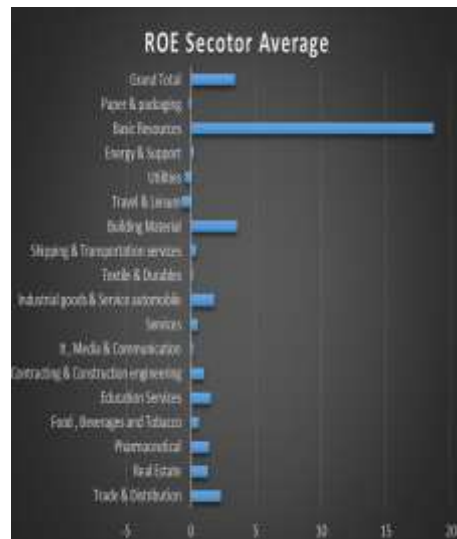 ROE Secotor Average
Grand Total
Paper & packaging
Basic Resources
Energy & Support
Utilities
Travel & Leisure
Building Material
Shipping & Transportation services
Textile & Durables
Industrial goods & Service automobile
Services
It , Media & Communication
Contracting & Construction engineering
Education Services
Food , Beverages and Tobacco
Pharmaceutical
Real Estate
Trade & Distribution
-5 0 5 10 15 20